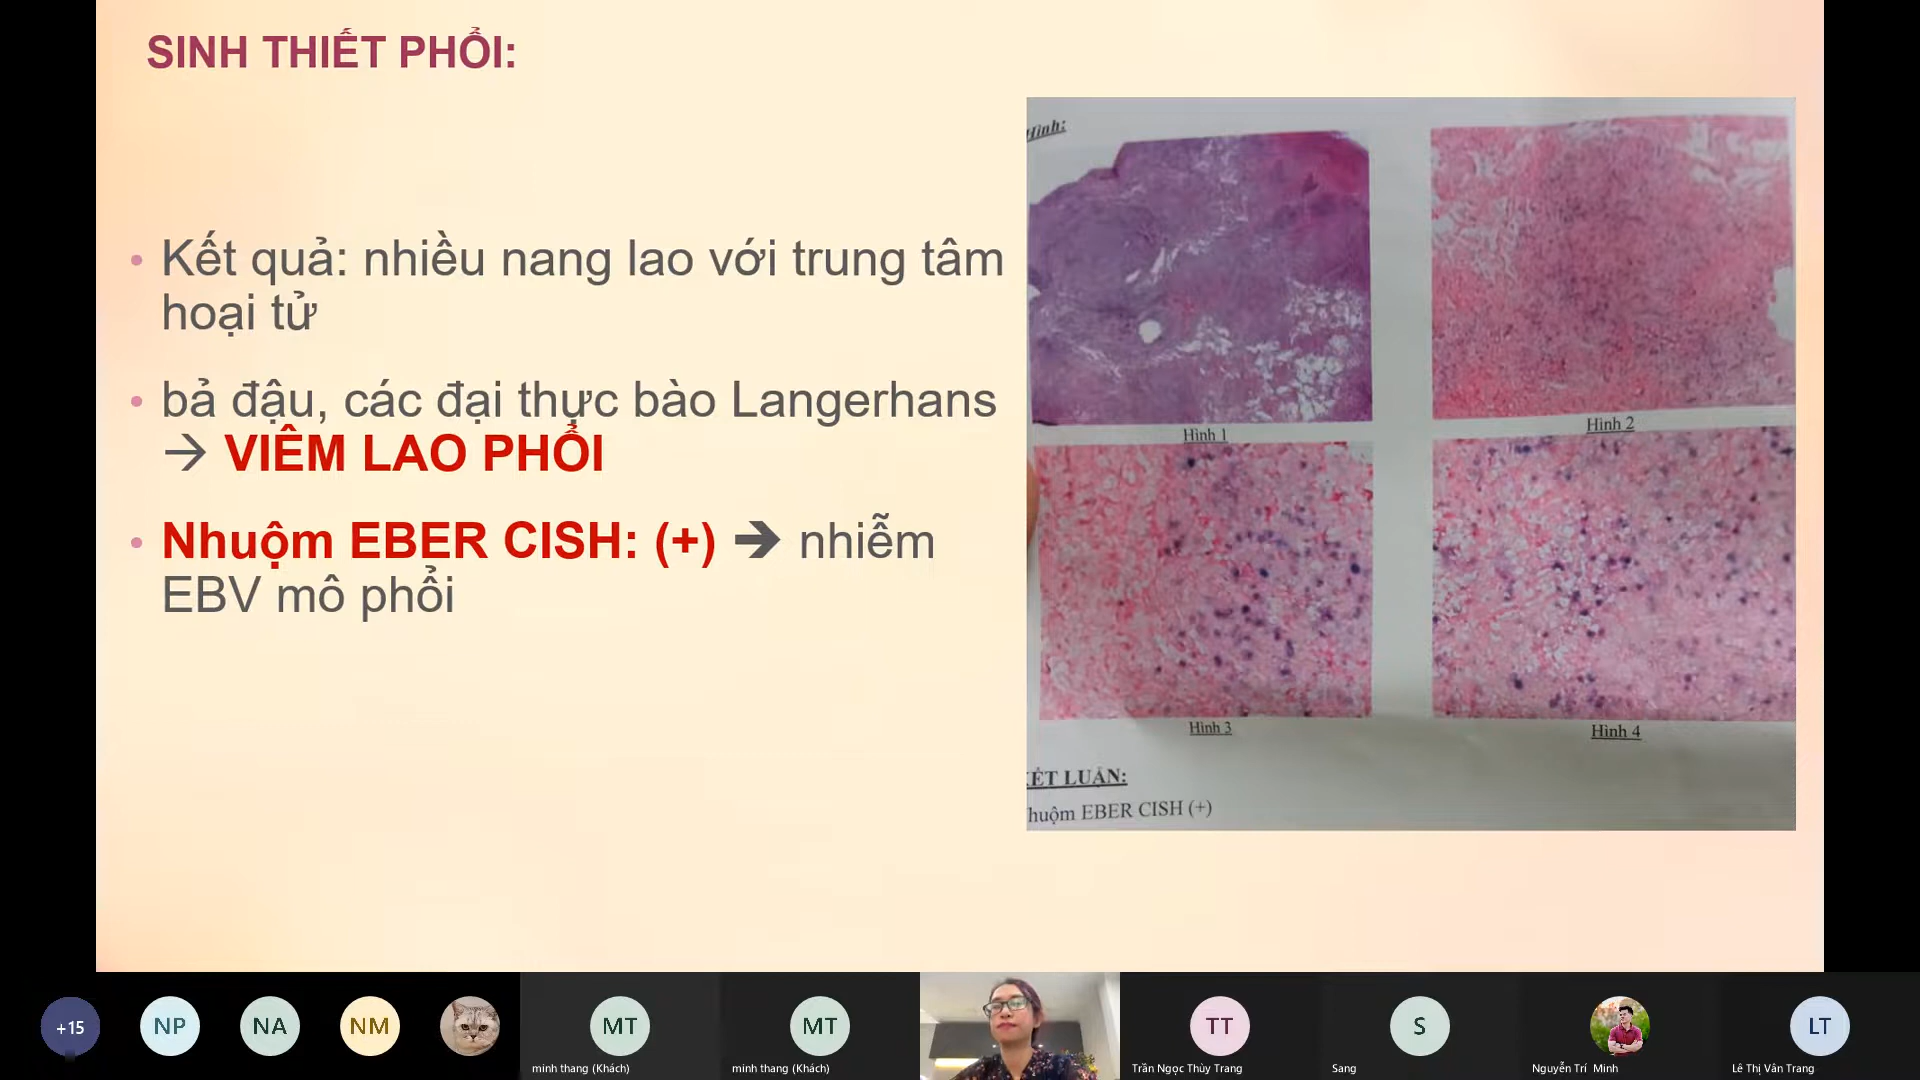 SINH THIẾT PHỔI:
• Kết quả: nhiều nang lao với trung tâm
hoại tử
• bả đậu, các đại thực bào Langerhans
→ VIÊM LAO PHỔI
• Nhuộm EBER CISH: (+) ➔ nhiễm
EBV mô phổi
Hình:
Hình 1
Hình 2
Hình 3
Hình 4
KẾT LUẬN:
huộm EBER CISH (+)
+15
NP
NA
NM
MT
minh thang (Khách)
MT
minh thang (Khách)
TT
Trần Ngọc Thùy Trang
S
Sang
Nguyễn Trí Minh
LT
Lê Thị Vân Trang